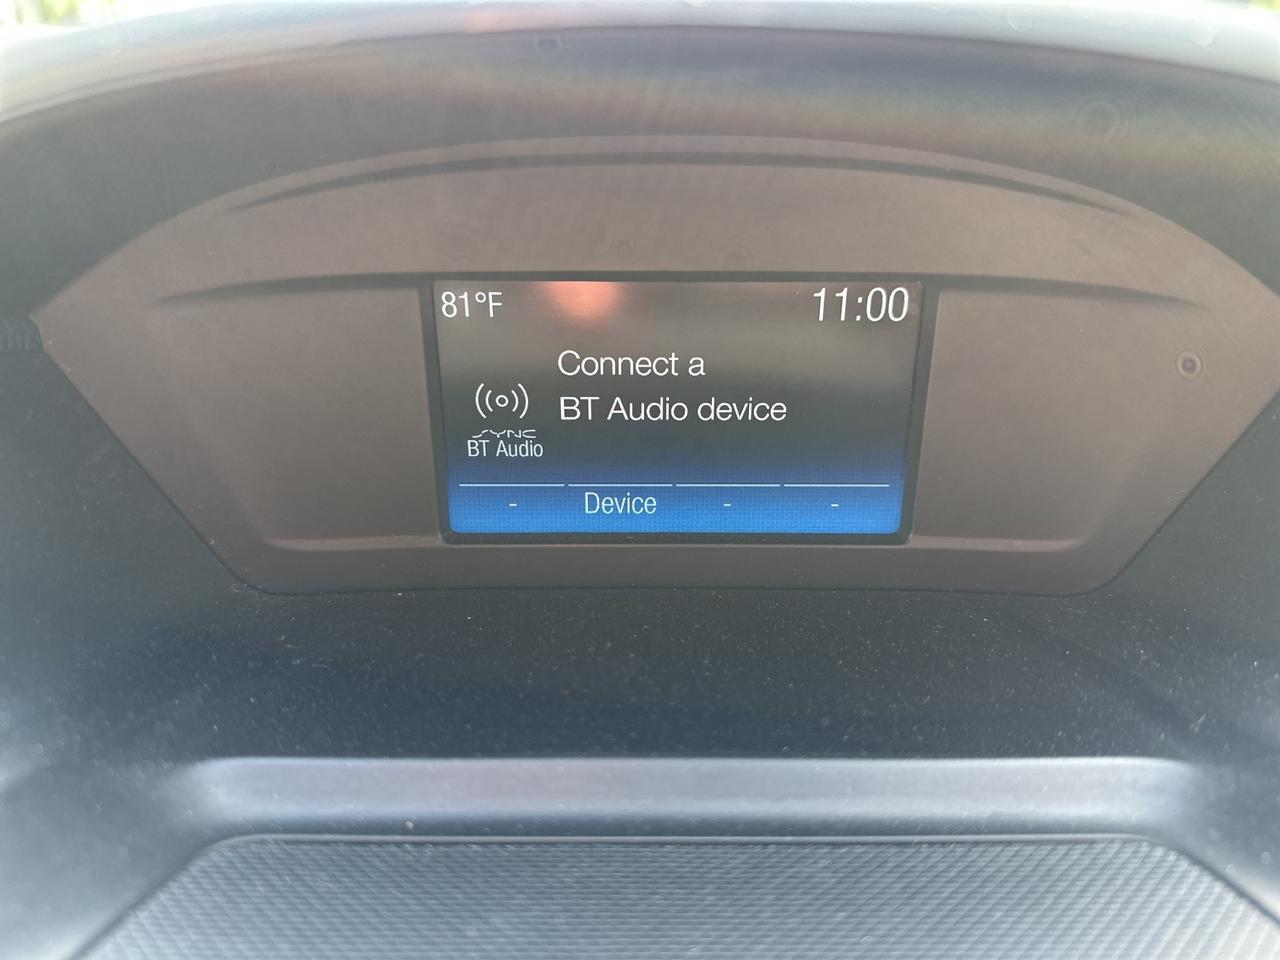 81°F 11:00
Connect a
BT Audio device
SYNC
BT Audio
- Device - -